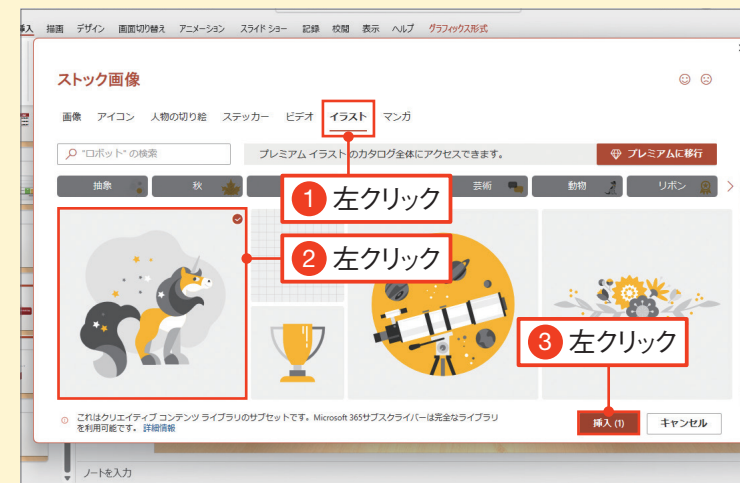 挿入 描画 デザイン 画面切り替え アニメーション スライド ショー 記録 校閲 表示 ヘルプ グラフィックス形式
ストック画像
画像 アイコン 人物の切り絵 ステッカー ビデオ イラスト マンガ
"ロボット" の検索
プレミアム イラストのカタログ全体にアクセスできます。
プレミアムに移行
抽象 秋 芸術 動物 リボン
1 左クリック
2 左クリック
3 左クリック
これはクリエイティブ コンテンツ ライブラリのサブセットです。Microsoft 365サブスクライバーは完全なライブラリ
を利用可能です。 詳細情報
挿入 (1) キャンセル
ノートを入力